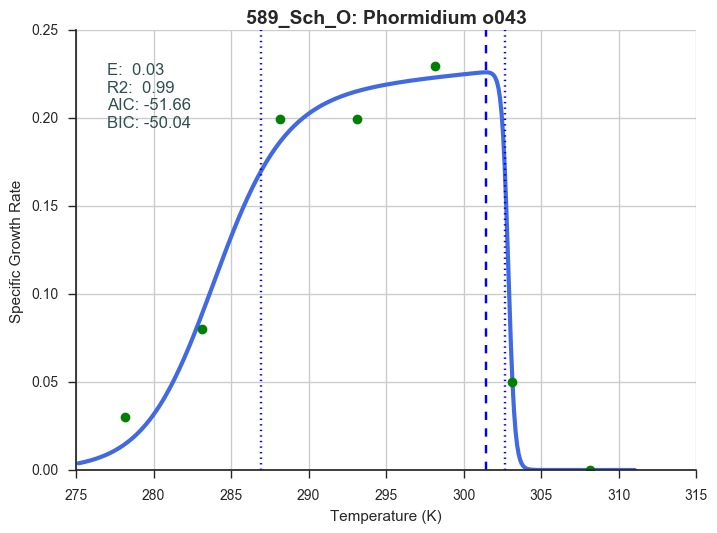 589_Sch_O: Phormidium o043
E:  0.03
R2:  0.99
AIC: -51.66
BIC: -50.04
Specific Growth Rate
0.25
0.20
0.15
0.10
0.05
0.00
275 280 285 290 295 300 305 310 315
Temperature (K)